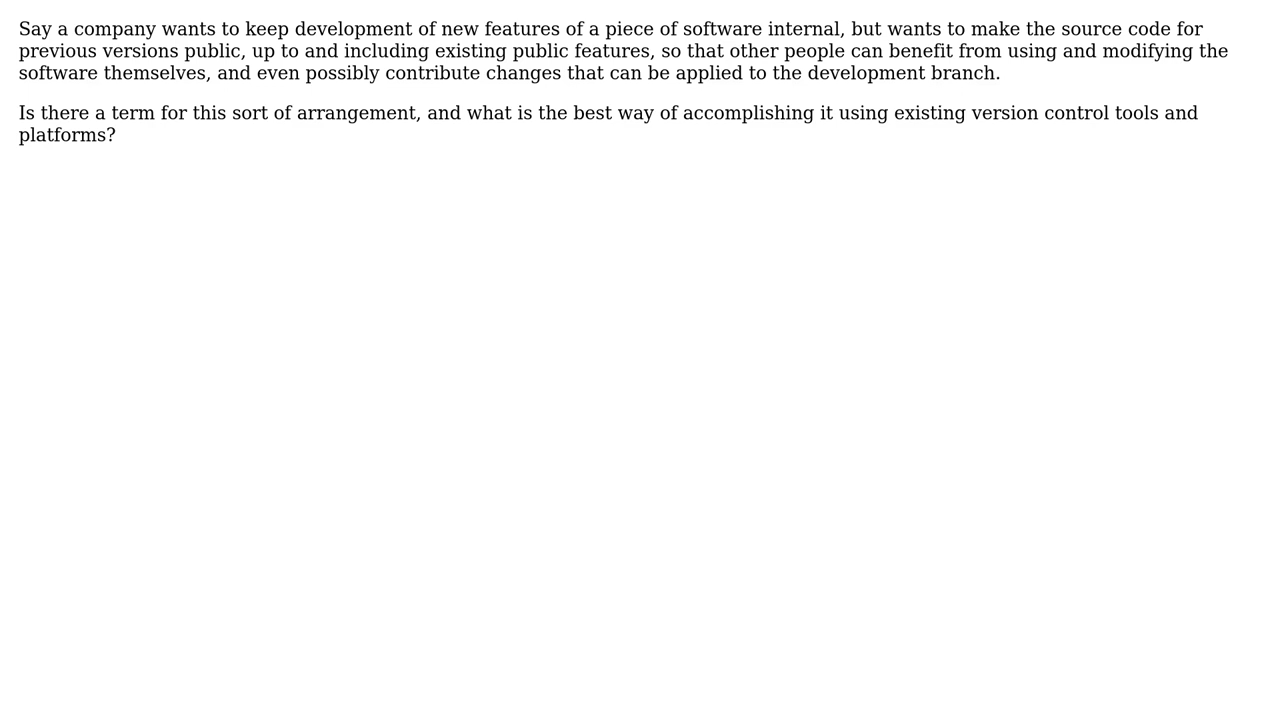 Say a company wants to keep development of new features of a piece of software internal, but wants to make the source code for
previous versions public, up to and including existing public features, so that other people can benefit from using and modifying the
software themselves, and even possibly contribute changes that can be applied to the development branch.
Is there a term for this sort of arrangement, and what is the best way of accomplishing it using existing version control tools and
platforms?